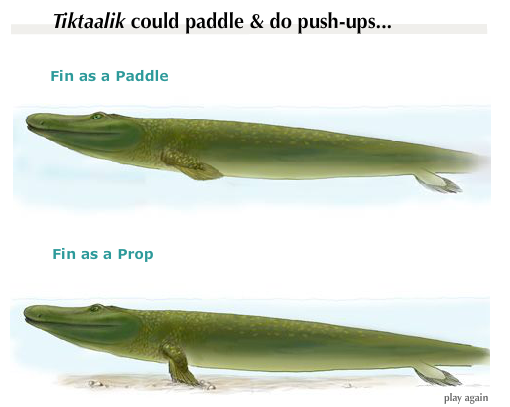 Tiktaalik could paddle & do push-ups...
Fin as a Paddle
Fin as a Prop
play again